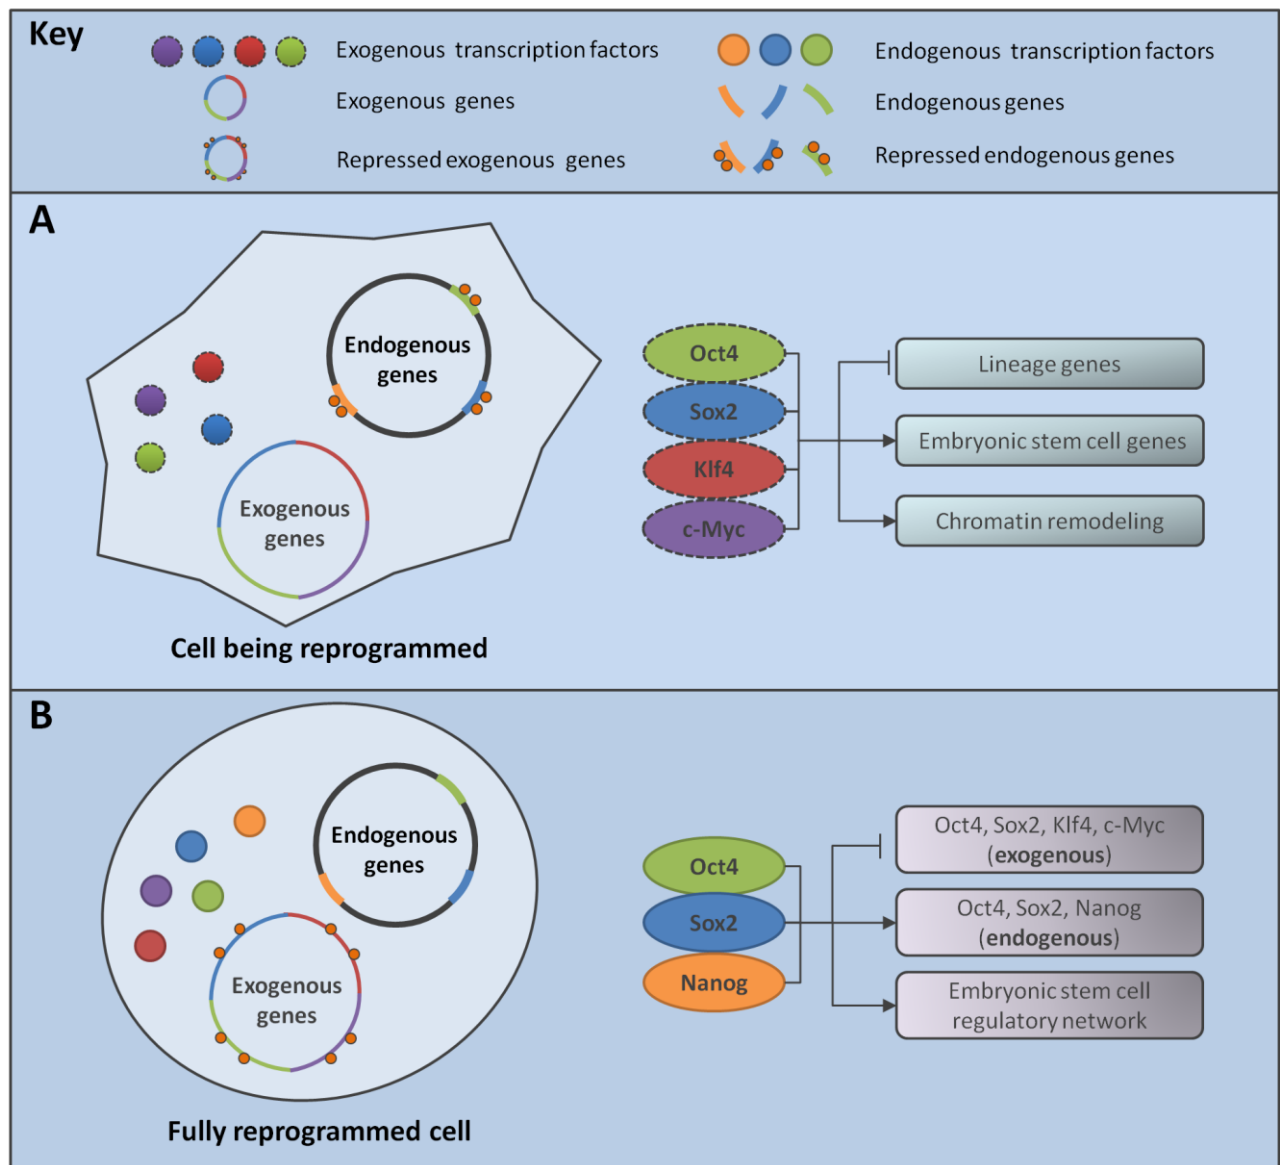 Key
Exogenous transcription factors
Exogenous genes
Repressed exogenous genes
Endogenous transcription factors
Endogenous genes
Repressed endogenous genes
A
Endogenous
genes
Exogenous
genes
Cell being reprogrammed
Oct4
Sox2
Klf4
c-Myc
Lineage genes
Embryonic stem cell genes
Chromatin remodeling
B
Endogenous
genes
Exogenous
genes
Fully reprogrammed cell
Oct4
Sox2
Nanog
Oct4, Sox2, Klf4, c-Myc
(exogenous)
Oct4, Sox2, Nanog
(endogenous)
Embryonic stem cell
regulatory network